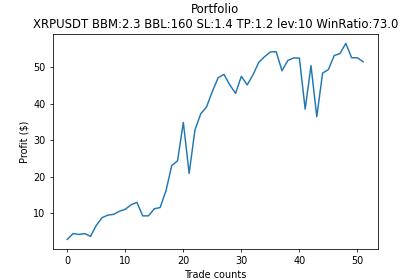 Portfolio
XRPUSDT BBM:2.3 BBL:160 SL:1.4 TP:1.2 lev:10 WinRatio:73.0
Profit ($)
50
40
30
20
10
0 10 20 30 40 50
Trade counts